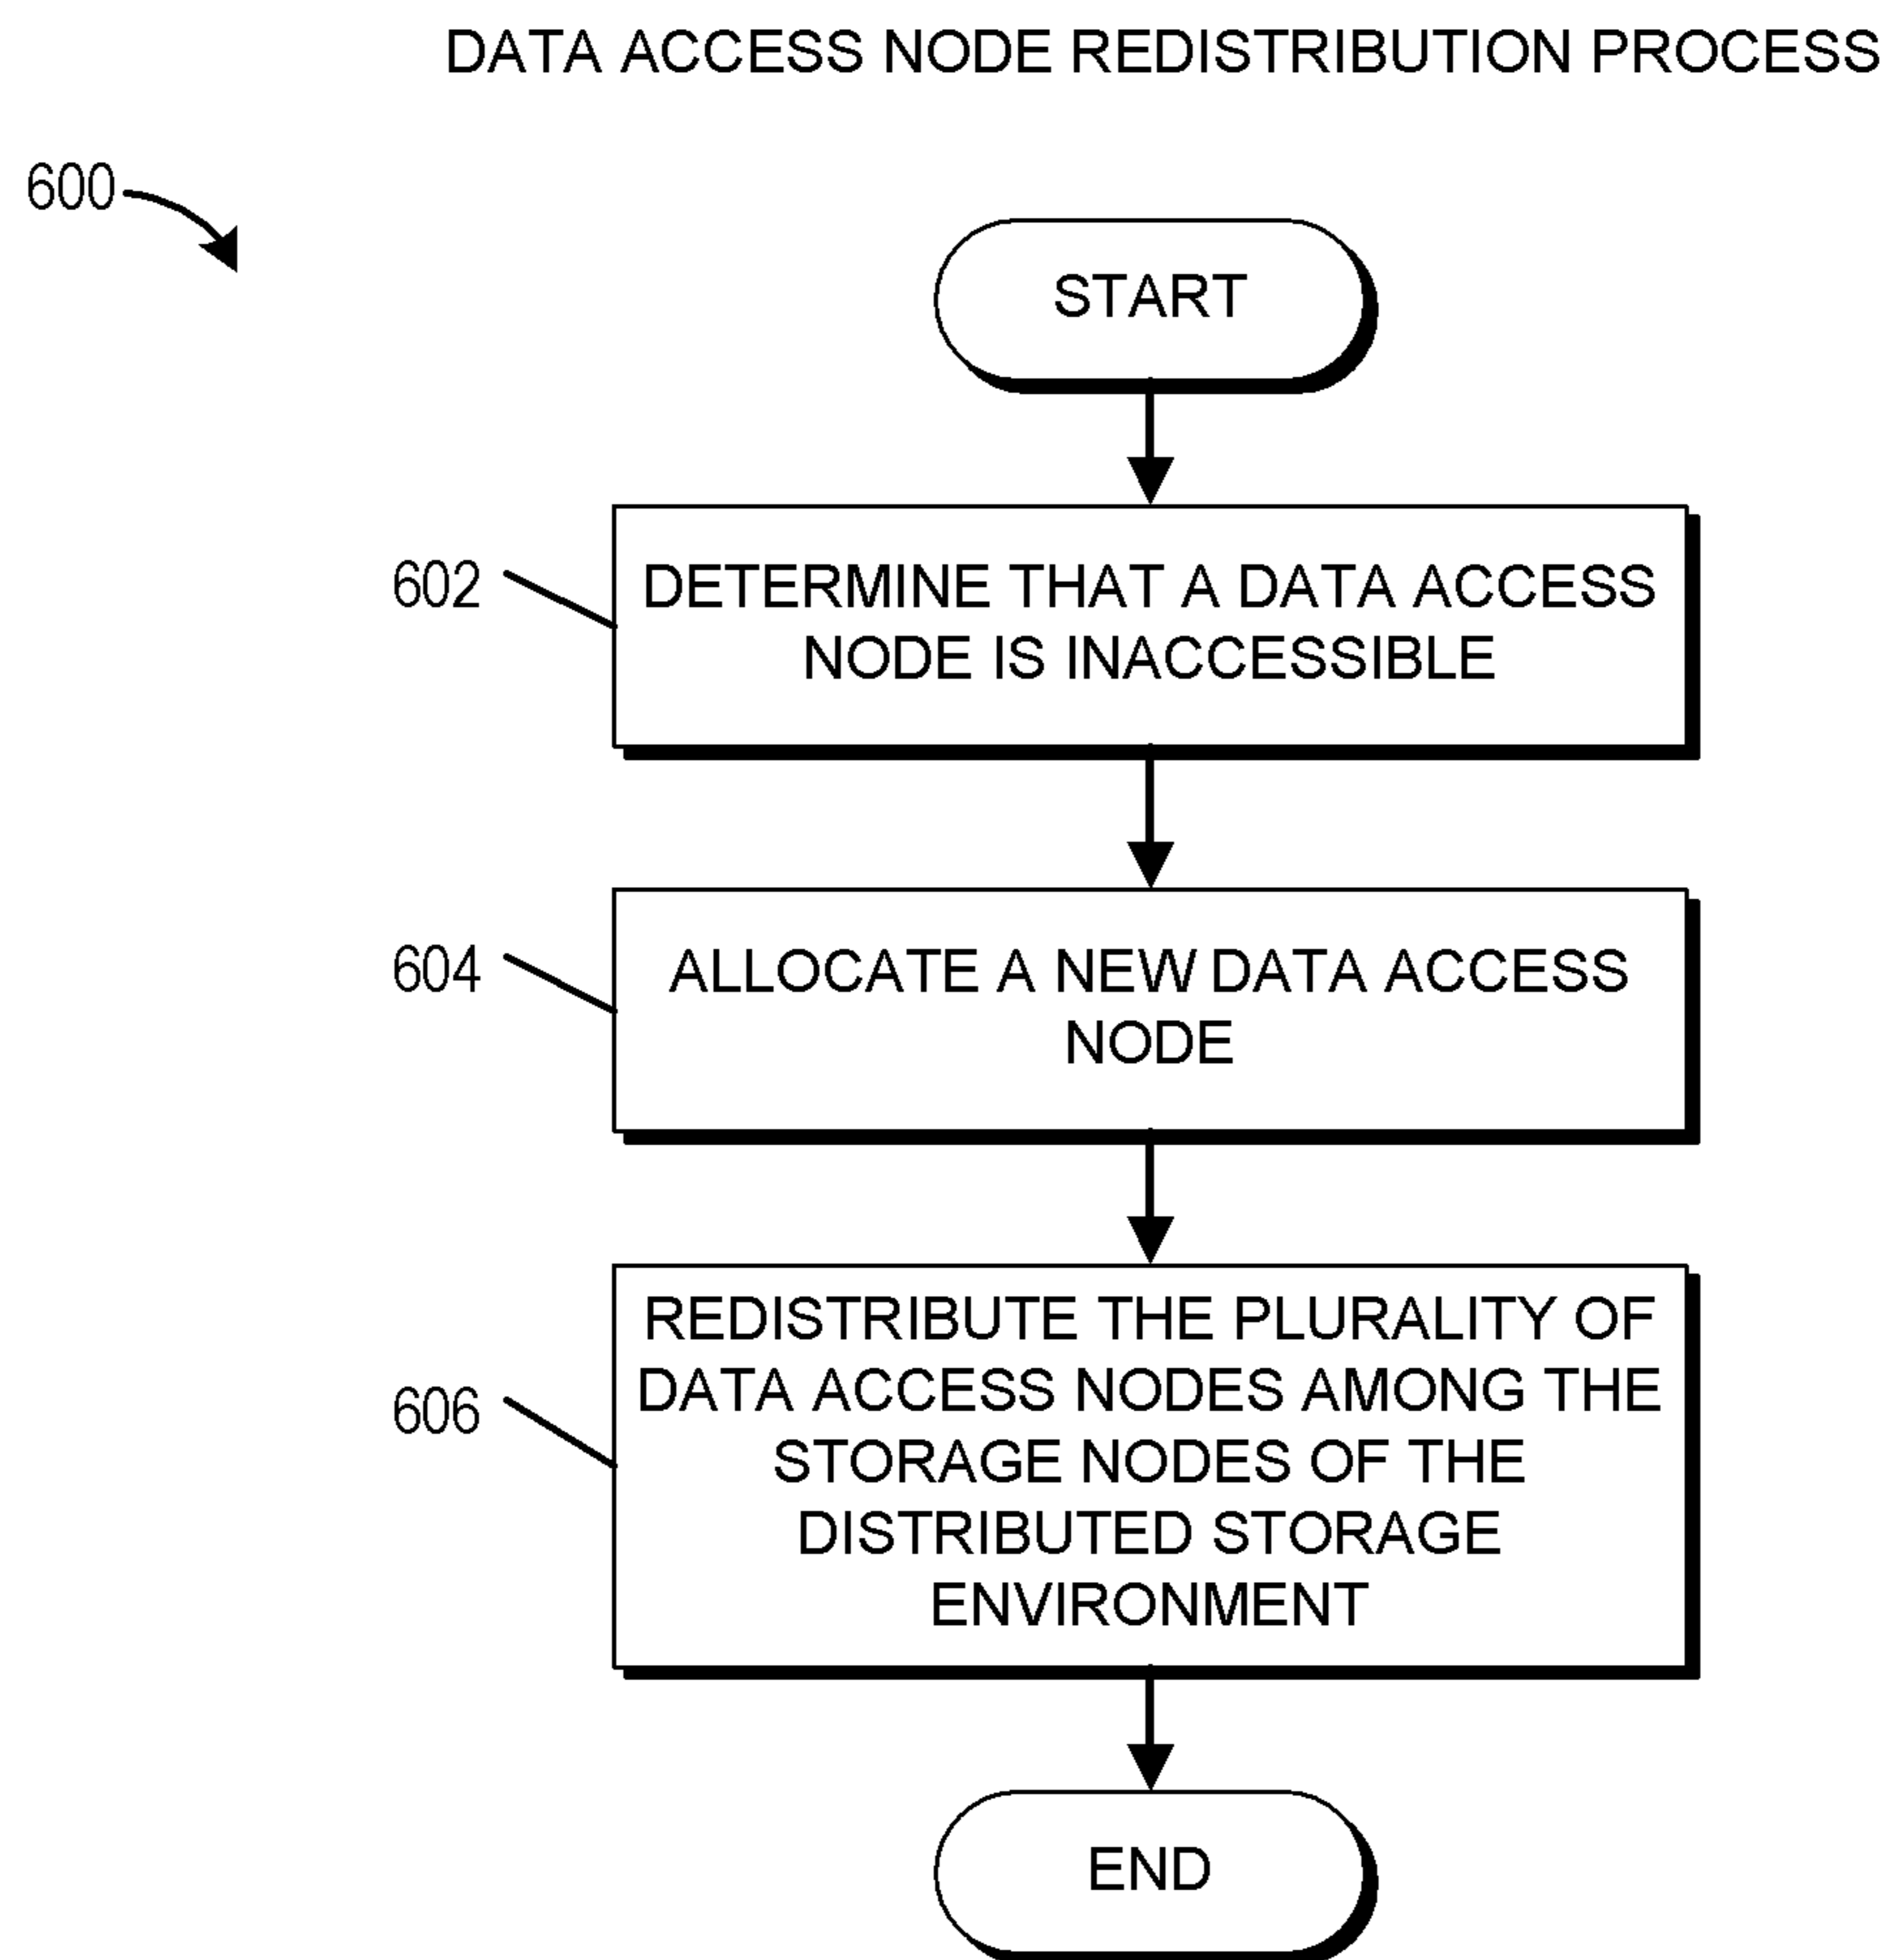 DATA ACCESS NODE REDISTRIBUTION PROCESS
600
START
602
DETERMINE THAT A DATA ACCESS
NODE IS INACCESSIBLE
604
ALLOCATE A NEW DATA ACCESS
NODE
606
REDISTRIBUTE THE PLURALITY OF
DATA ACCESS NODES AMONG THE
STORAGE NODES OF THE
DISTRIBUTED STORAGE
ENVIRONMENT
END